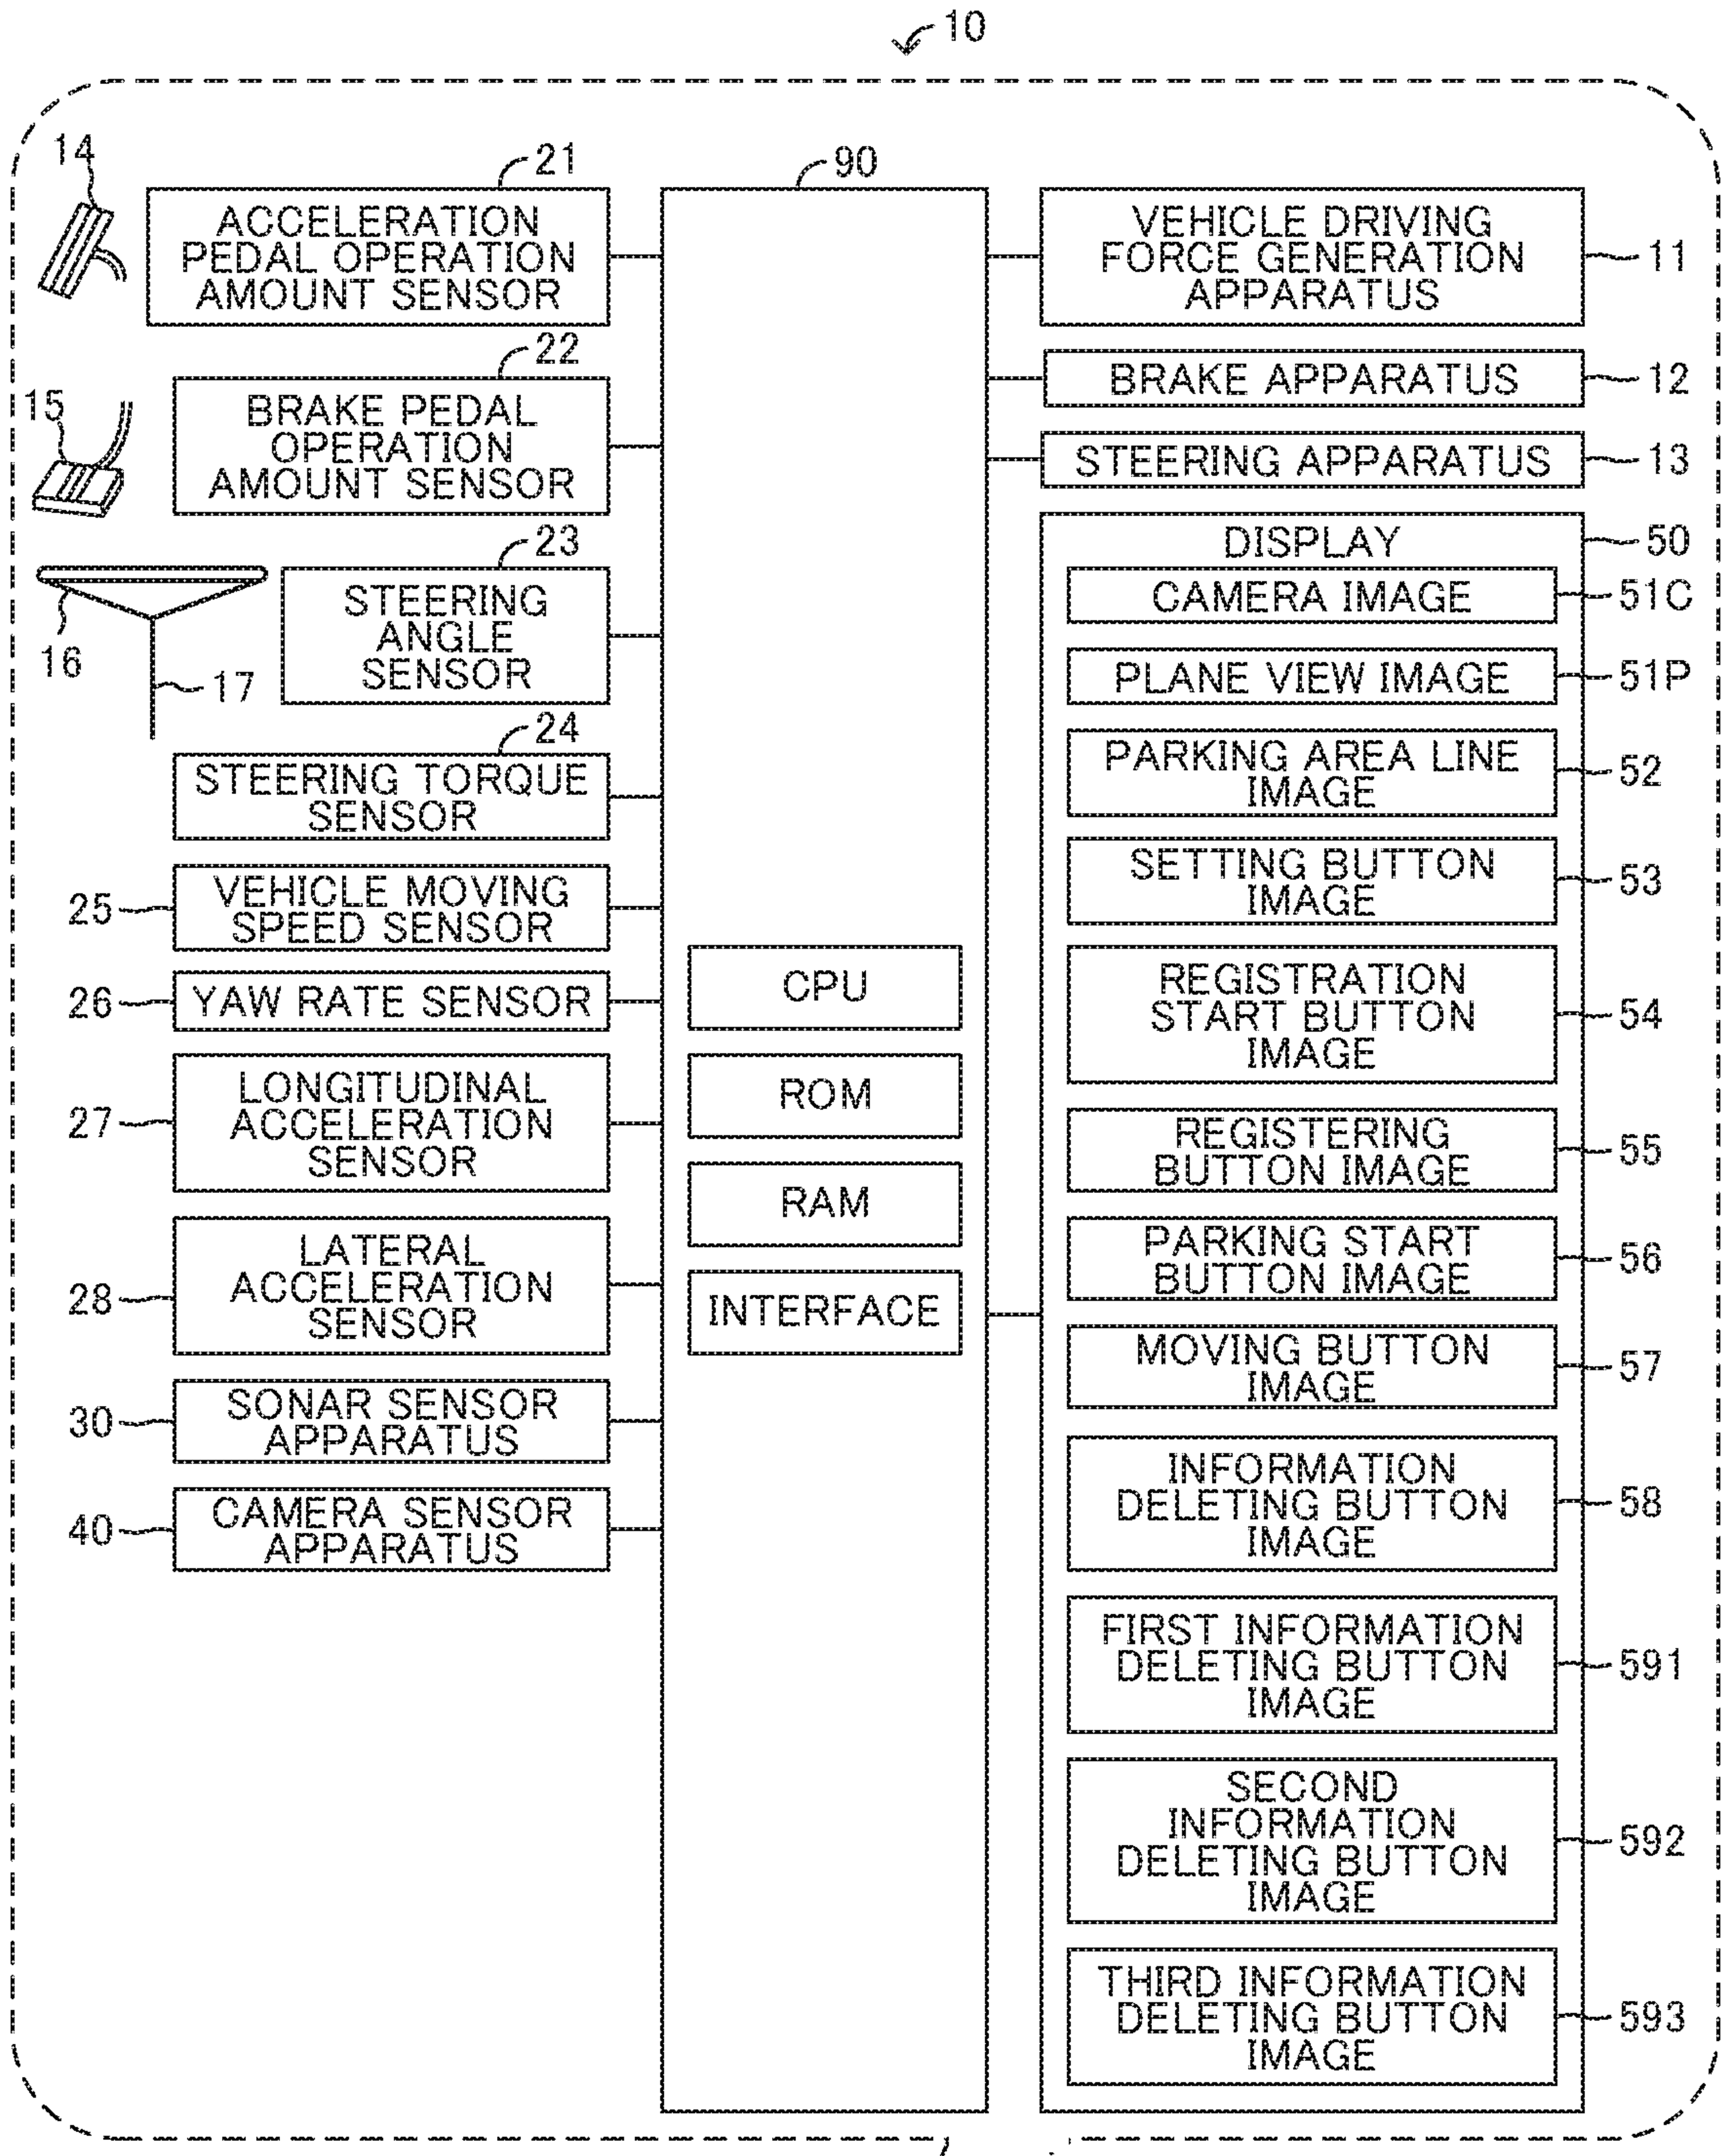 10
14
21
ACCELERATION
PEDAL OPERATION
AMOUNT SENSOR
15
22
BRAKE PEDAL
OPERATION
AMOUNT SENSOR
16
17
23
STEERING
ANGLE
SENSOR
24
STEERING TORQUE
SENSOR
25
VEHICLE MOVING
SPEED SENSOR
26
YAW RATE SENSOR
27
LONGITUDINAL
ACCELERATION
SENSOR
28
LATERAL
ACCELERATION
SENSOR
30
SONAR SENSOR
APPARATUS
40
CAMERA SENSOR
APPARATUS
90
CPU
ROM
RAM
INTERFACE
VEHICLE DRIVING
FORCE GENERATION
APPARATUS
11
BRAKE APPARATUS
12
STEERING APPARATUS
13
DISPLAY
50
CAMERA IMAGE
51C
PLANE VIEW IMAGE
51P
PARKING AREA LINE
IMAGE
52
SETTING BUTTON
IMAGE
53
REGISTRATION
START BUTTON
IMAGE
54
REGISTERING
BUTTON IMAGE
55
PARKING START
BUTTON IMAGE
56
MOVING BUTTON
IMAGE
57
INFORMATION
DELETING BUTTON
IMAGE
58
FIRST INFORMATION
DELETING BUTTON
IMAGE
591
SECOND
INFORMATION
DELETING BUTTON
IMAGE
592
THIRD INFORMATION
DELETING BUTTON
IMAGE
593